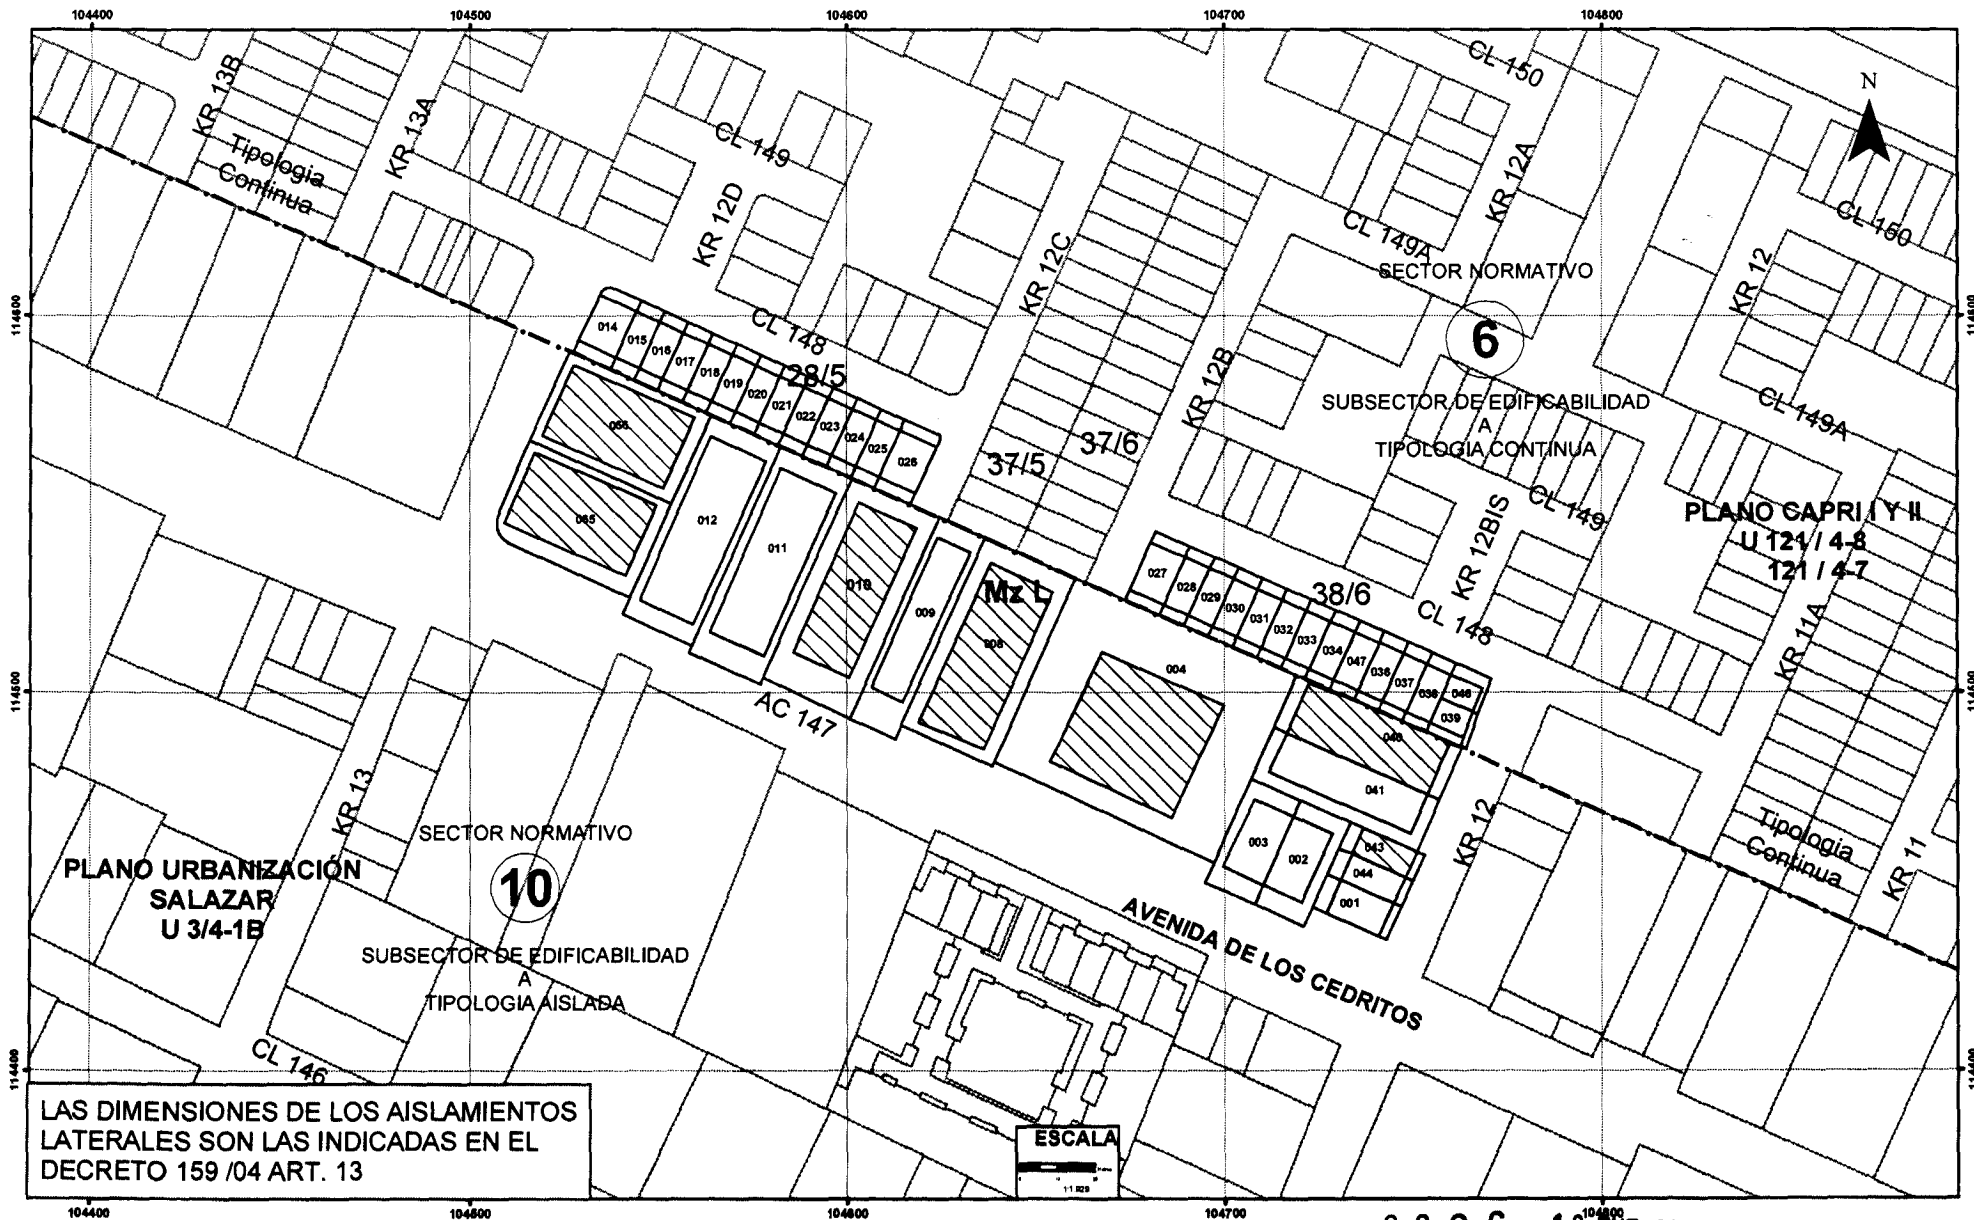 104400
104500
104600
104700
104800
CL 150
N
KR 13B
KR 13A
CL 149
KR 12A
Tipologia
Continua
KR 12D
CL 149A
CL 150
KR 12C
SECTOR NORMATIVO
KR 12
6
014
015
016
017
018
019
020
021
022
023
024
025
026
CL 148
28/5
KR 12B
SUBSECTOR DE EDIFICABILIDAD
A
TIPOLOGIA CONTINUA
CL 149A
37/5
37/6
012
011
010
009
Mz L
027
028
029
030
031
032
033
034
047
037
046
039
38/6
CL 148
KR 12BIS
CL 149
PLANO CAPRI I Y II
U 121 / 4-8
121 / 4-7
KR 11A
004
AC 147
041
003
002
043
044
001
KR 12
Tipologia
Continua
KR 11
KR 13
SECTOR NORMATIVO
10
PLANO URBANIZACIÓN
SALAZAR
U 3/4-1B
SUBSECTOR DE EDIFICABILIDAD
A
TIPOLOGIA AISLADA
AVENIDA DE LOS CEDRITOS
CL 146
LAS DIMENSIONES DE LOS AISLAMIENTOS
LATERALES SON LAS INDICADAS EN EL
DECRETO 159 /04 ART. 13
ESCALA
104400
104500
104600
104700
104800